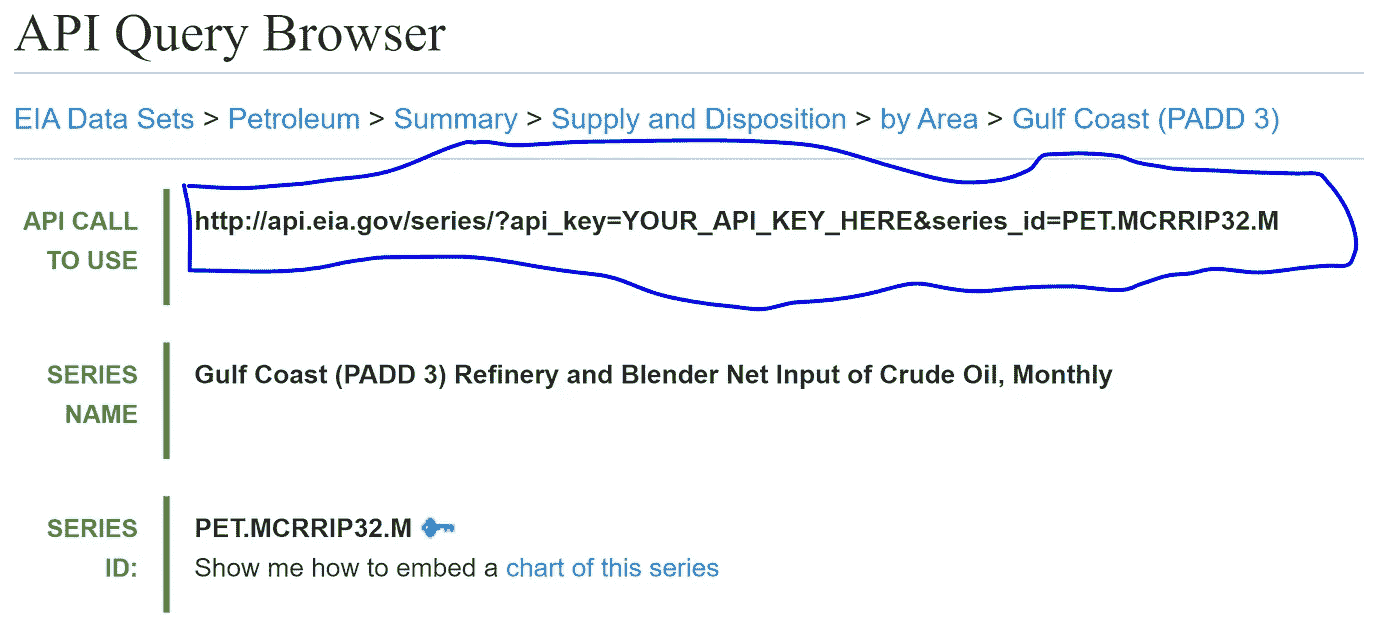 API Query Browser
EIA Data Sets > Petroleum > Summary > Supply and Disposition > by Area > Gulf Coast (PADD 3)
API CALL TO USE http://api.eia.gov/series/?api_key=YOUR_API_KEY_HERE&series_id=PET.MCRRIP32.M
SERIES NAME Gulf Coast (PADD 3) Refinery and Blender Net Input of Crude Oil, Monthly
SERIES ID: PET.MCRRIP32.M
Show me how to embed a chart of this series